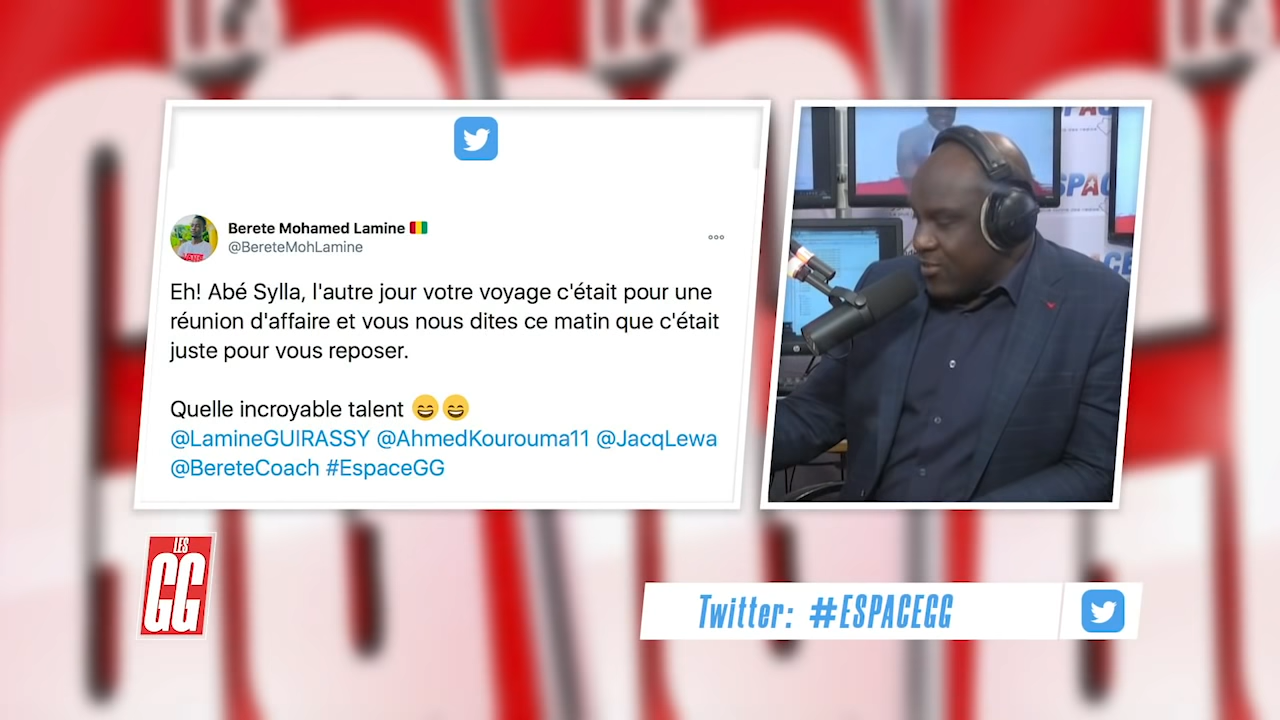 Berete Mohamed Lamine 🇬🇳
@BereteMohLamine
Eh! Abé Sylla, l'autre jour votre voyage c'était pour une
réunion d'affaire et vous nous dites ce matin que c'était
juste pour vous reposer.
Quelle incroyable talent 😄😄
@LamineGUIRASSY @AhmedKourouma11 @JacqLewa
@BereteCoach #EspaceGG
LES
GG
Twitter: #ESPACEGG